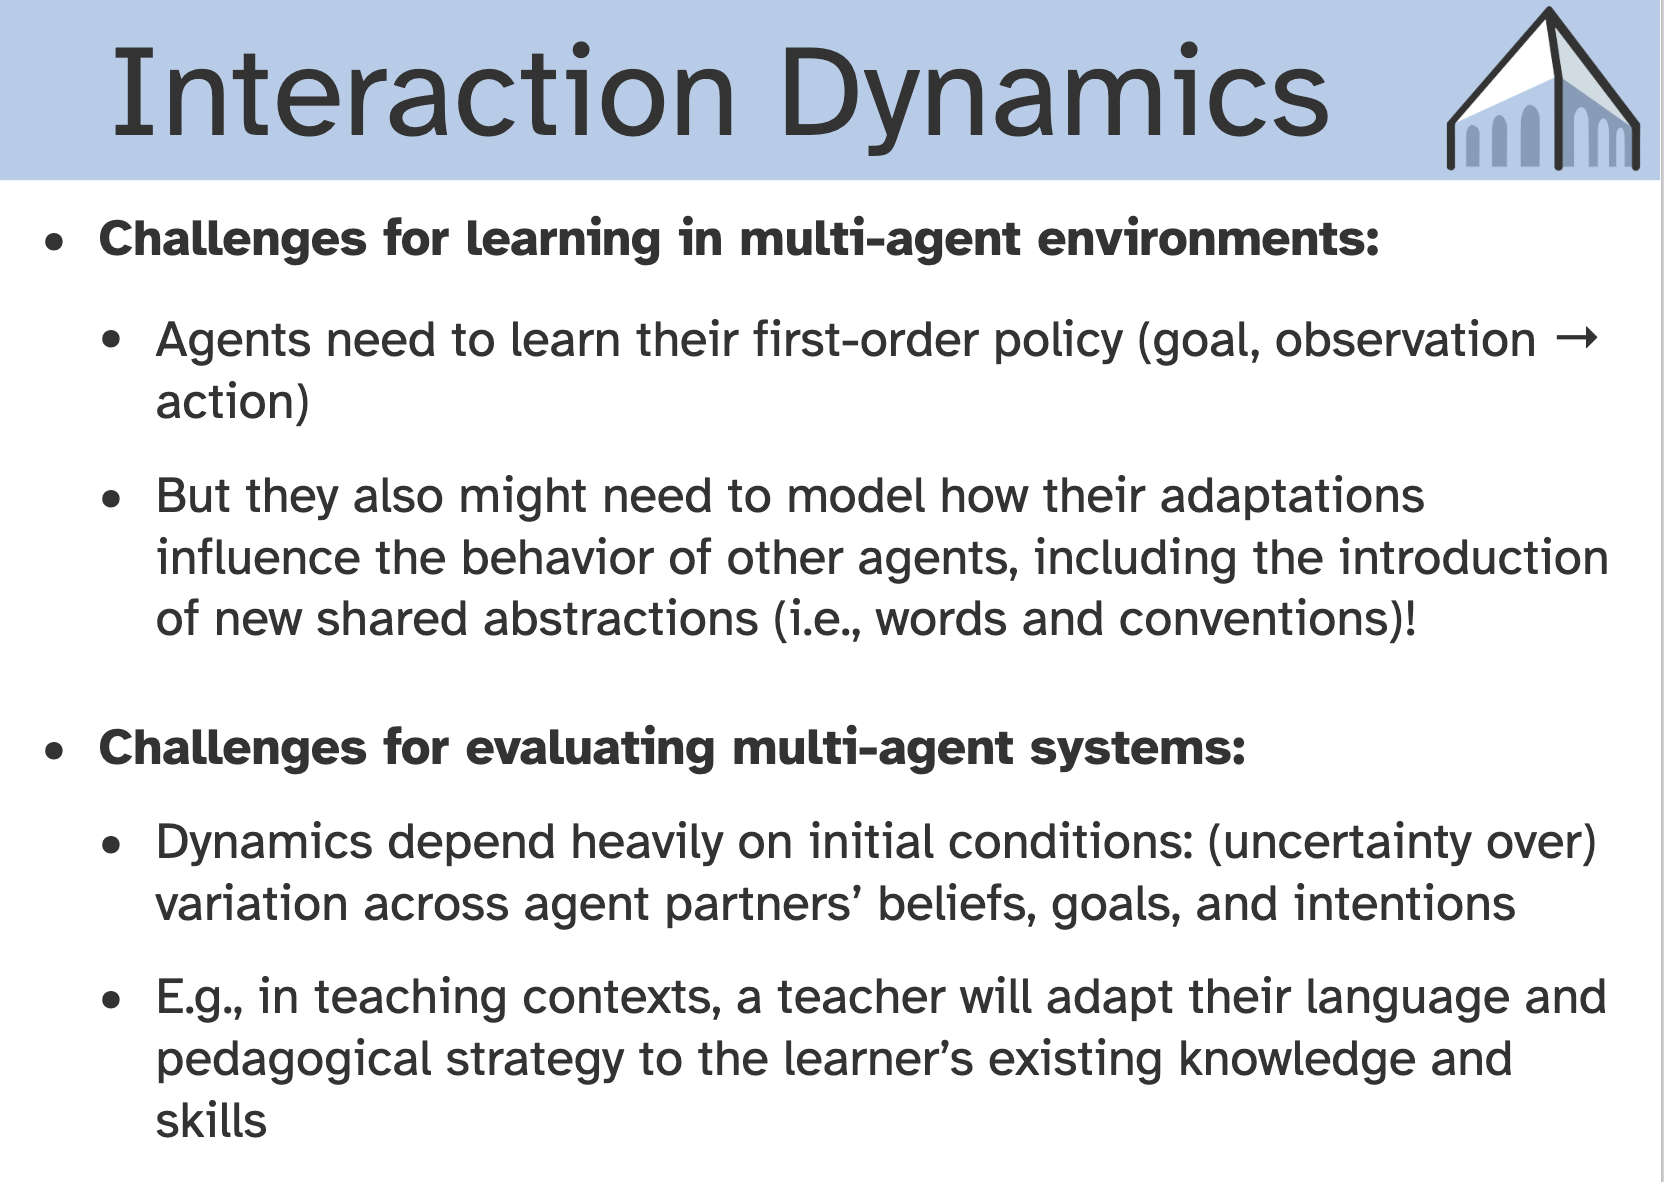 Interaction Dynamics
• Challenges for learning in multi-agent environments:
• Agents need to learn their first-order policy (goal, observation →
action)
• But they also might need to model how their adaptations
influence the behavior of other agents, including the introduction
of new shared abstractions (i.e., words and conventions)!
• Challenges for evaluating multi-agent systems:
• Dynamics depend heavily on initial conditions: (uncertainty over)
variation across agent partners’ beliefs, goals, and intentions
• E.g., in teaching contexts, a teacher will adapt their language and
pedagogical strategy to the learner’s existing knowledge and
skills